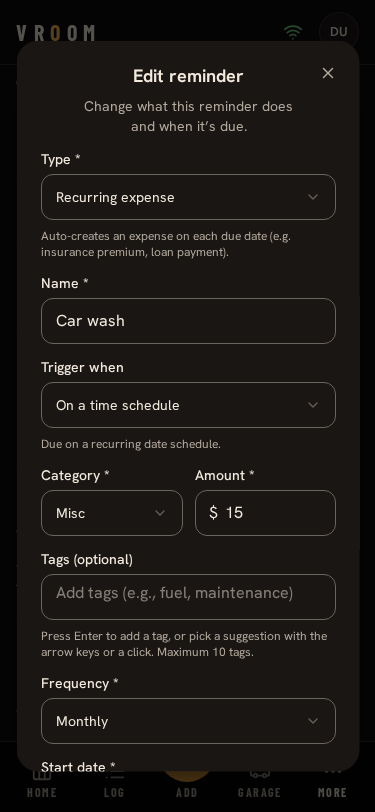 VROOM
DU
Edit reminder
Change what this reminder does
and when it’s due.
Type *
Recurring expense
Auto-creates an expense on each due date (e.g.
insurance premium, loan payment).
Name *
Car wash
Trigger when
On a time schedule
Due on a recurring date schedule.
Category * Amount *
Misc $ 15
Tags (optional)
Add tags (e.g., fuel, maintenance)
Press Enter to add a tag, or pick a suggestion with the
arrow keys or a click. Maximum 10 tags.
Frequency *
Monthly
Start date *
HOME LOG ADD GARAGE MORE